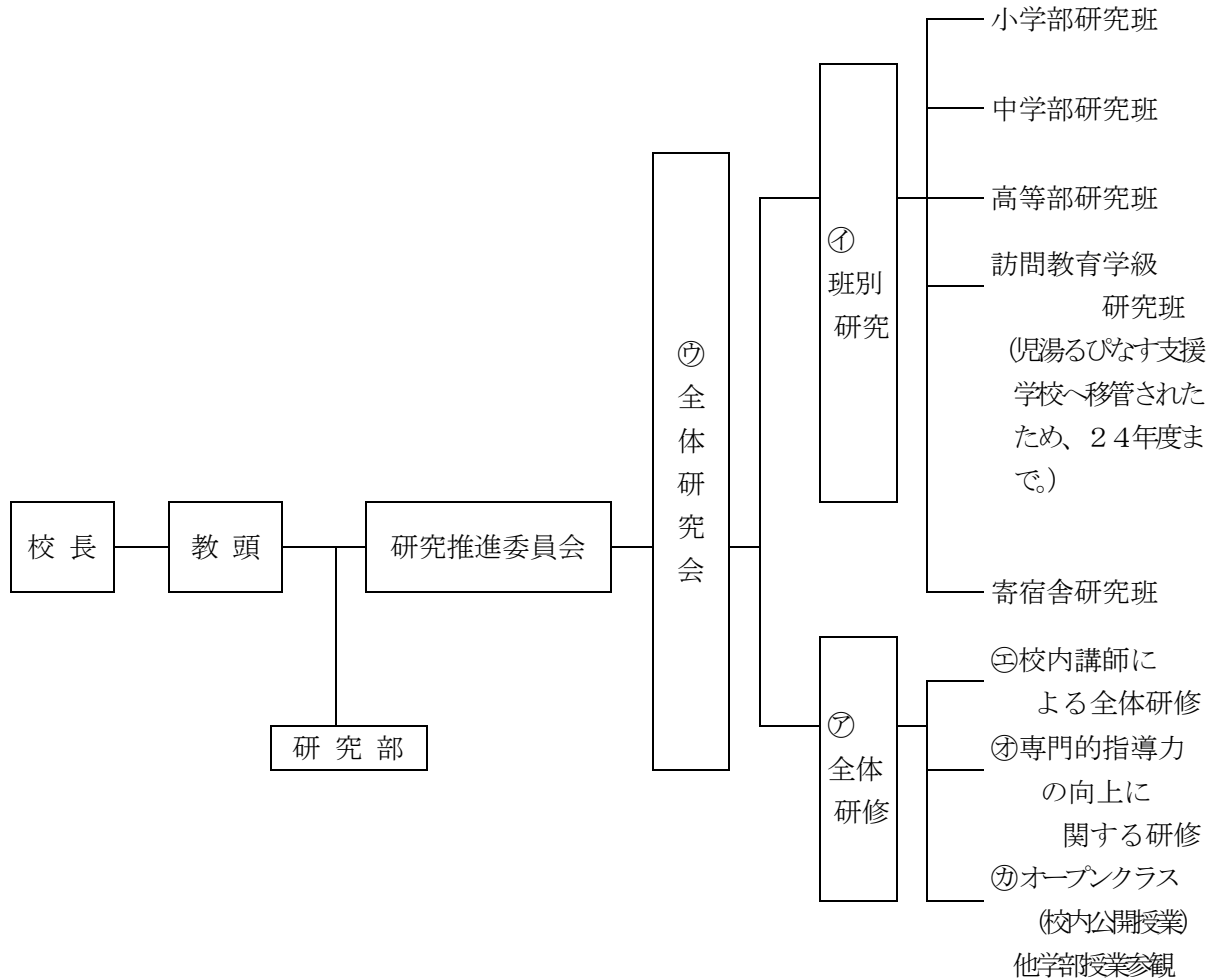 校 長
教 頭
研究推進委員会
研 究 部
㋒
全
体
研
究
会
㋑
班別
研究
小学部研究班
中学部研究班
高等部研究班
訪問教育学級
研究班
(児湯るぴなす支援
学校へ移管された
ため、２４年度ま
で。)
寄宿舎研究班
㋐
全体
研修
㋓校内講師に
よる全体研修
㋔専門的指導力
の向上に
関する研修
㋕オープンクラス
(校内公開授業)
他学部授業参観